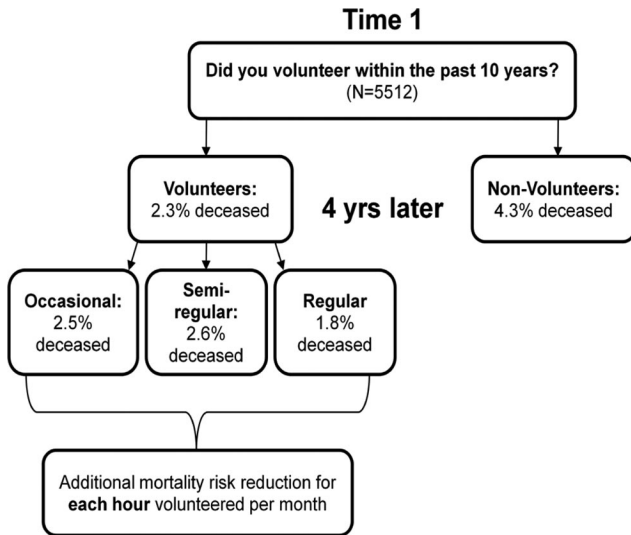 Time 1
Did you volunteer within the past 10 years?
(N=5512)
Volunteers:
2.3% deceased
4 yrs later
Non-Volunteers:
4.3% deceased
Occasional:
2.5%
deceased
Semi-
regular:
2.6%
deceased
Regular
1.8%
deceased
Additional mortality risk reduction for
each hour volunteered per month